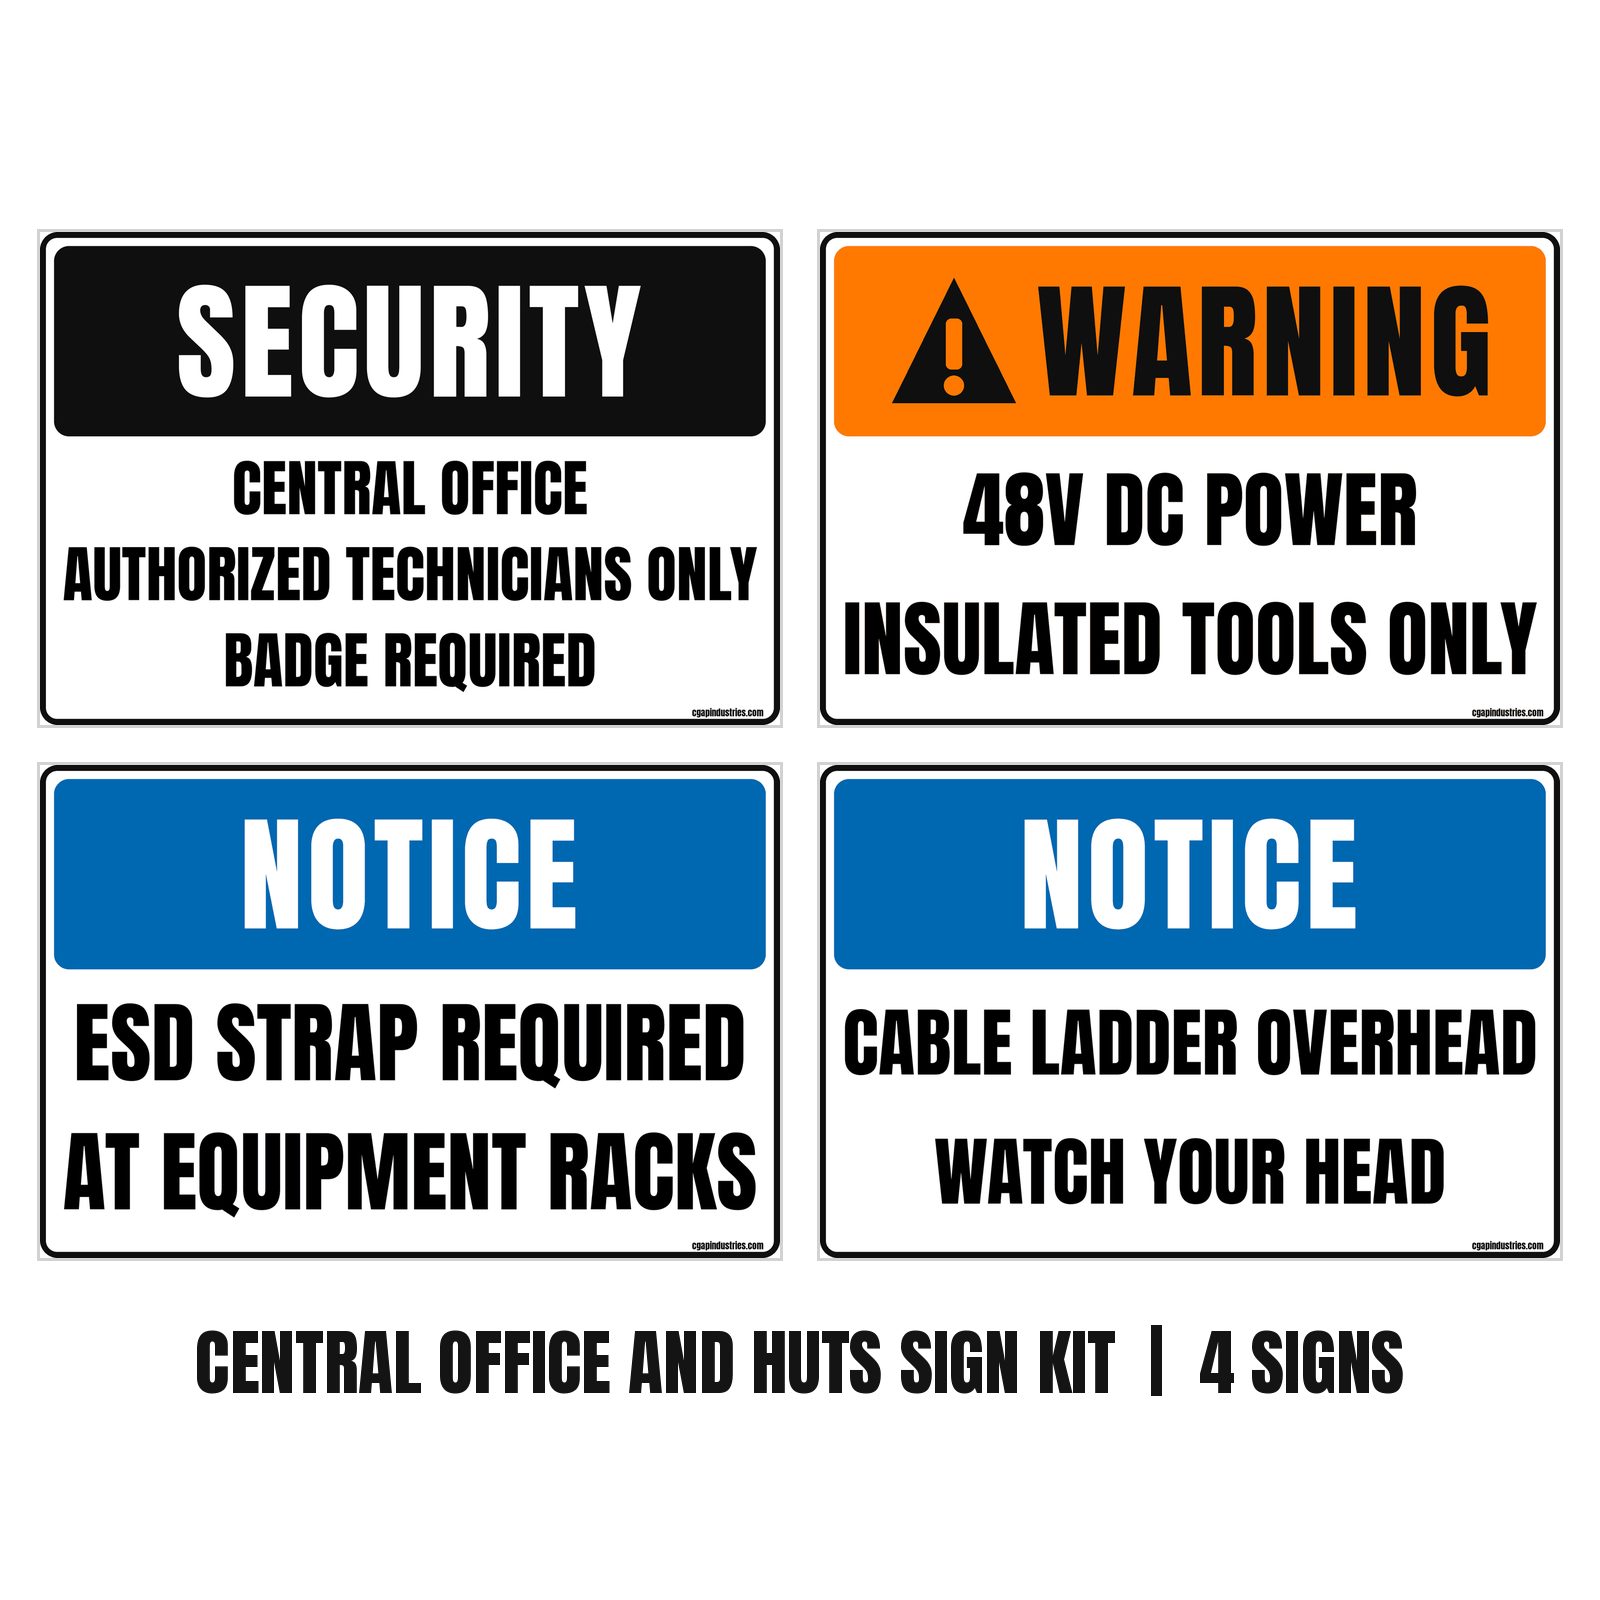 SECURITY
CENTRAL OFFICE
AUTHORIZED TECHNICIANS ONLY
BADGE REQUIRED
cgapindustries.com
WARNING
48V DC POWER
INSULATED TOOLS ONLY
cgapindustries.com
NOTICE
ESD STRAP REQUIRED
AT EQUIPMENT RACKS
cgapindustries.com
NOTICE
CABLE LADDER OVERHEAD
WATCH YOUR HEAD
cgapindustries.com
CENTRAL OFFICE AND HUTS SIGN KIT | 4 SIGNS